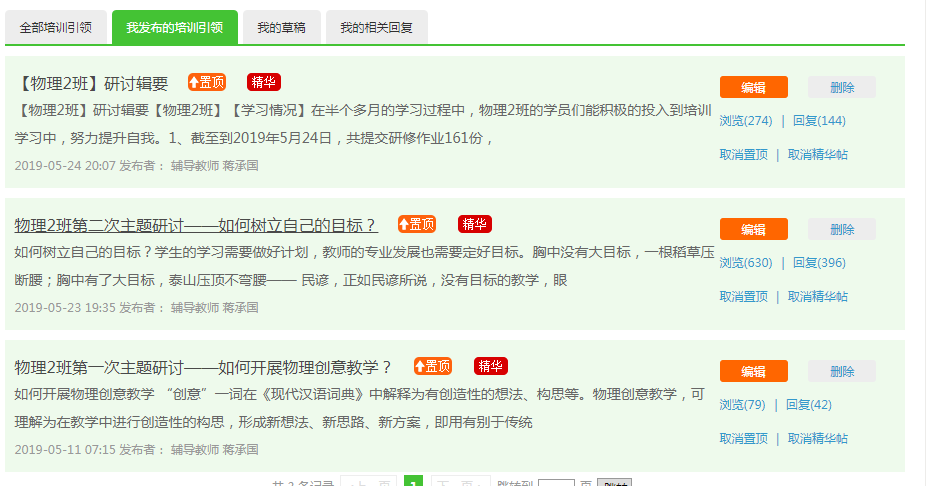 全部培训引领 我发布的培训引领 我的草稿 我的相关回复
【物理2班】研讨辑要 置顶 精华
编辑 删除
【物理2班】研讨辑要【物理2班】【学习情况】在半个多月的学习过程中，物理2班的学员们能积极的投入到培训
浏览(274) | 回复(144)
学习中，努力提升自我。1、截至到2019年5月24日，共提交研修作业161份，
取消置顶 | 取消精华帖
2019-05-24 20:07 发布者： 辅导教师 蒋承国
物理2班第二次主题研讨——如何树立自己的目标？ 置顶 精华
编辑 删除
如何树立自己的目标？学生的学习需要做好计划，教师的专业发展也需要定好目标。胸中没有大目标，一根稻草压
浏览(630) | 回复(396)
断腰；胸中有了大目标，泰山压顶不弯腰—— 民谚，正如民谚所说，没有目标的教学，眼
取消置顶 | 取消精华帖
2019-05-23 19:35 发布者： 辅导教师 蒋承国
物理2班第一次主题研讨——如何开展物理创意教学？ 置顶 精华
编辑 删除
如何开展物理创意教学 “创意”一词在《现代汉语词典》中解释为有创造性的想法、构思等。物理创意教学，可
浏览(79) | 回复(42)
理解为在教学中进行创造性的构思，形成新想法、新思路、新方案，即用有别于传统
取消置顶 | 取消精华帖
2019-05-11 07:15 发布者： 辅导教师 蒋承国
共 3 条记录 上一页 1 下一页 跳转到 页 跳转